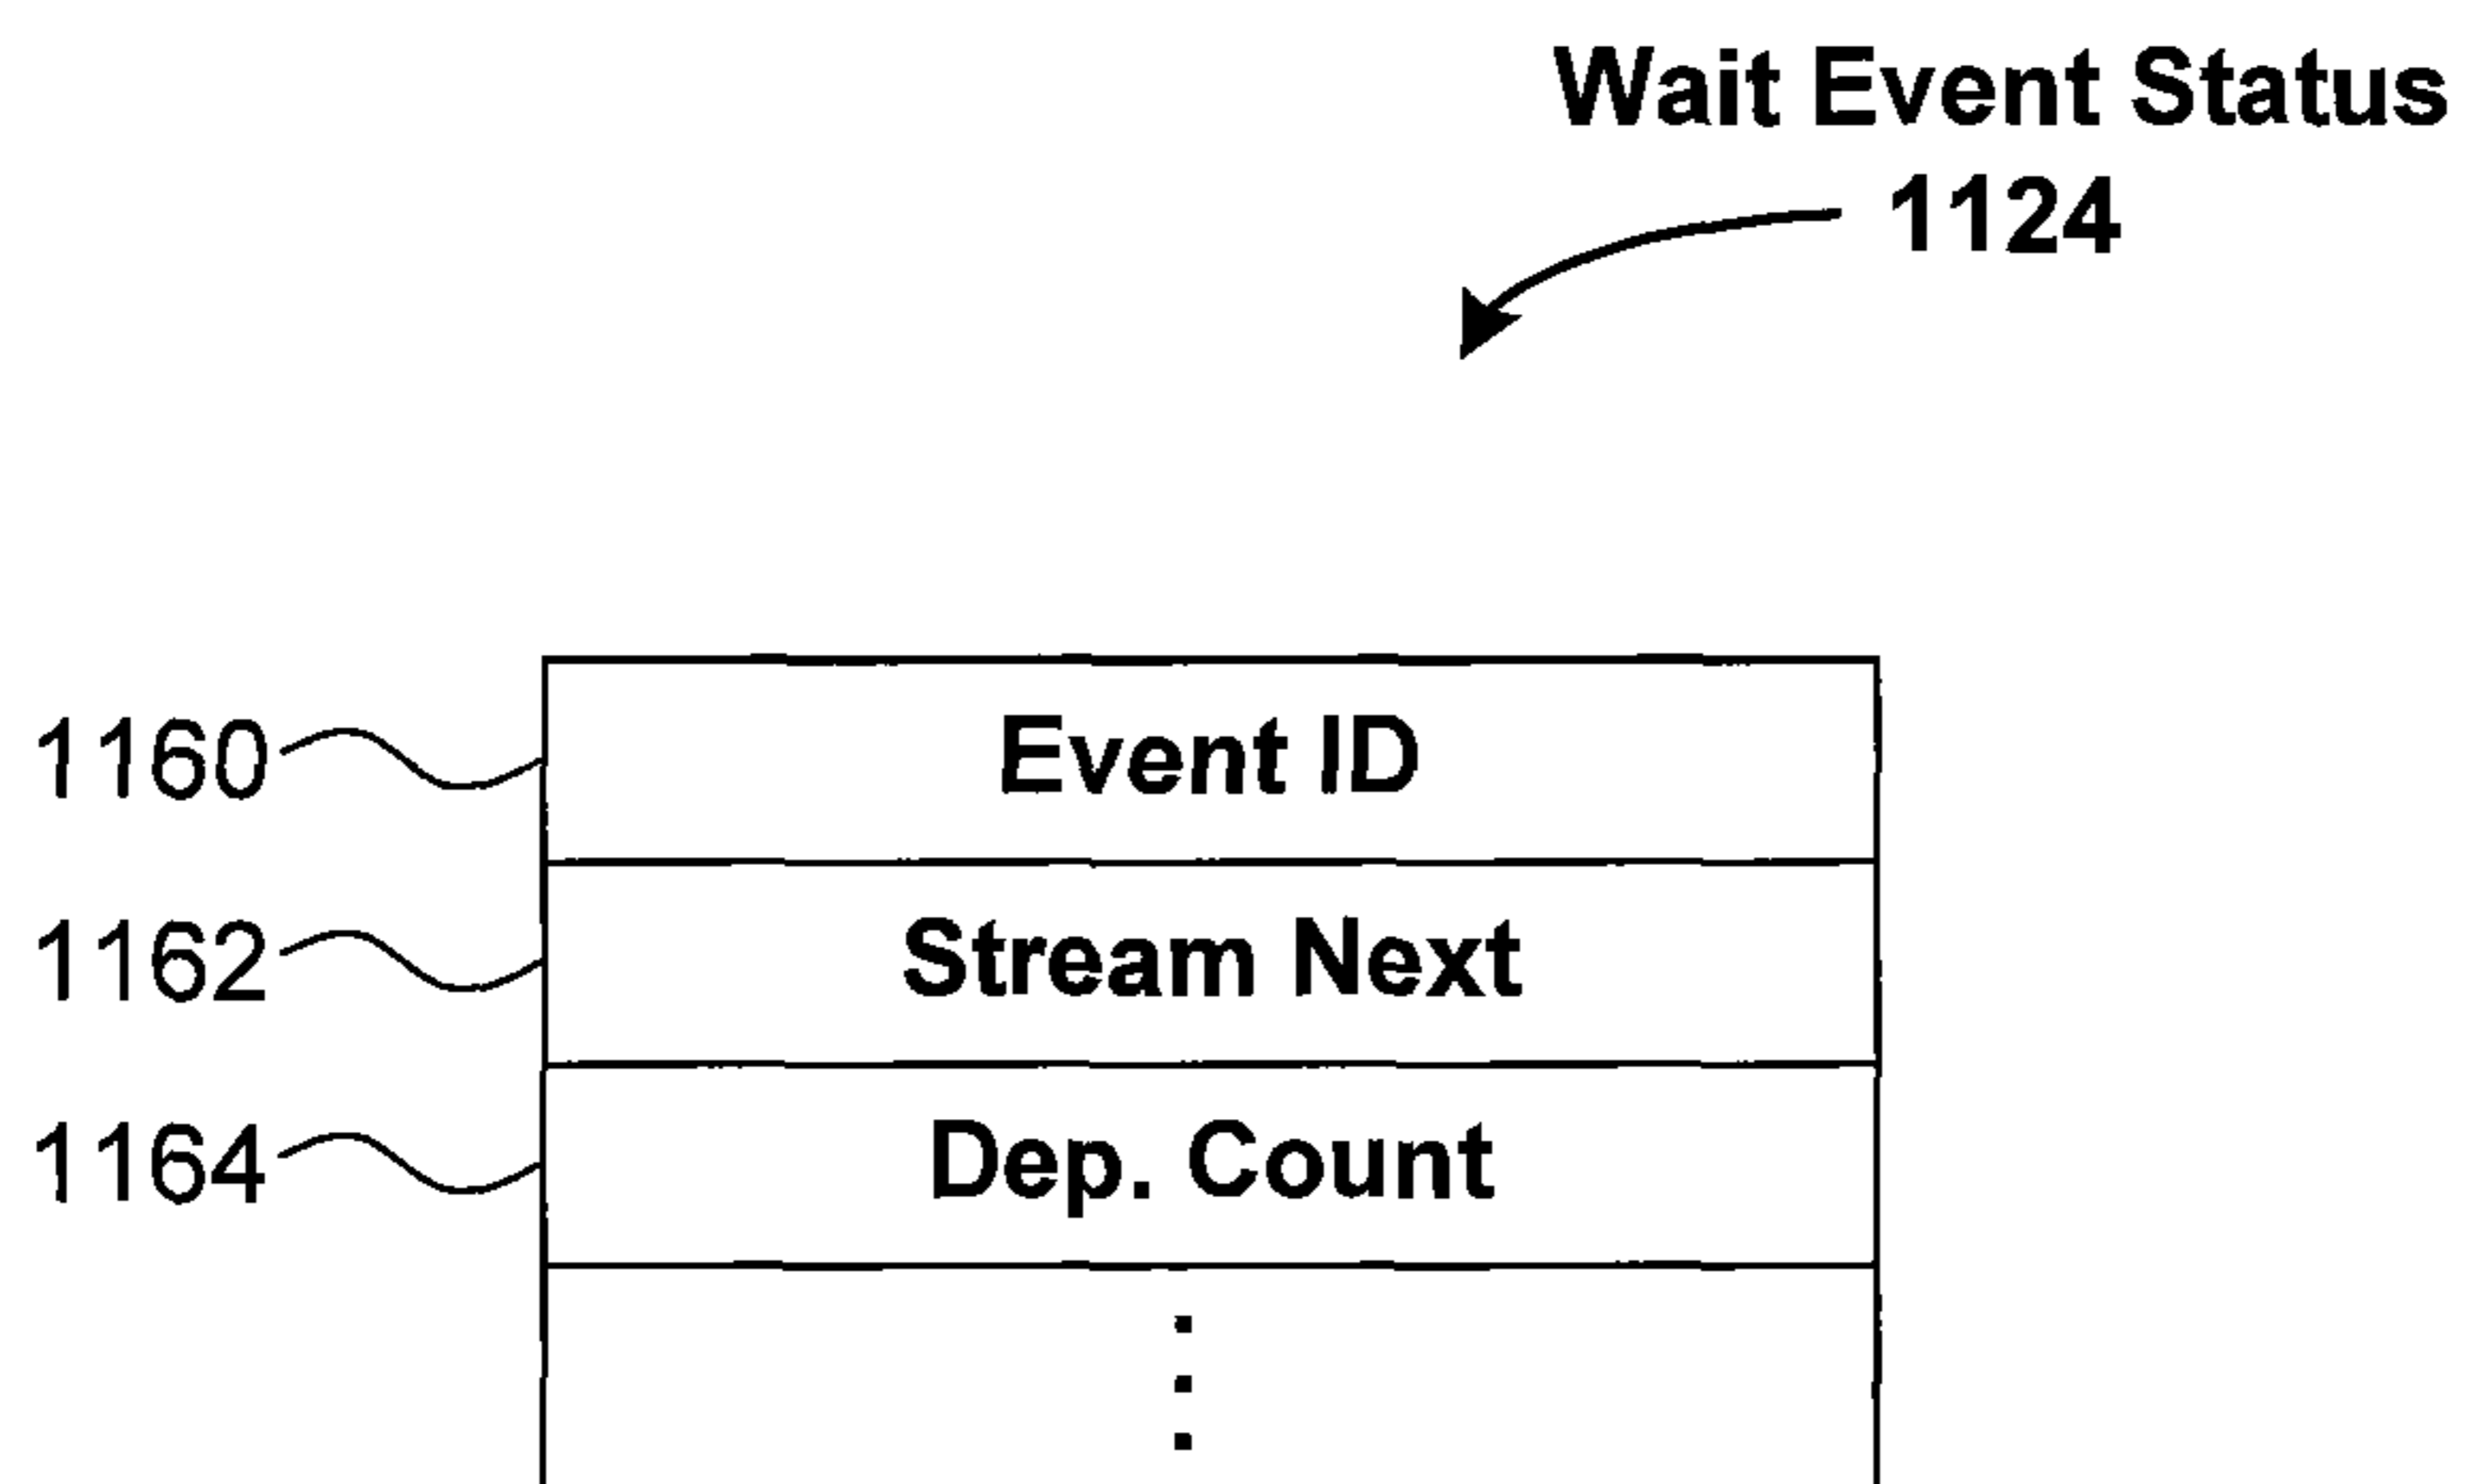 Wait Event Status
1124
1160 Event ID
1162 Stream Next
1164 Dep. Count